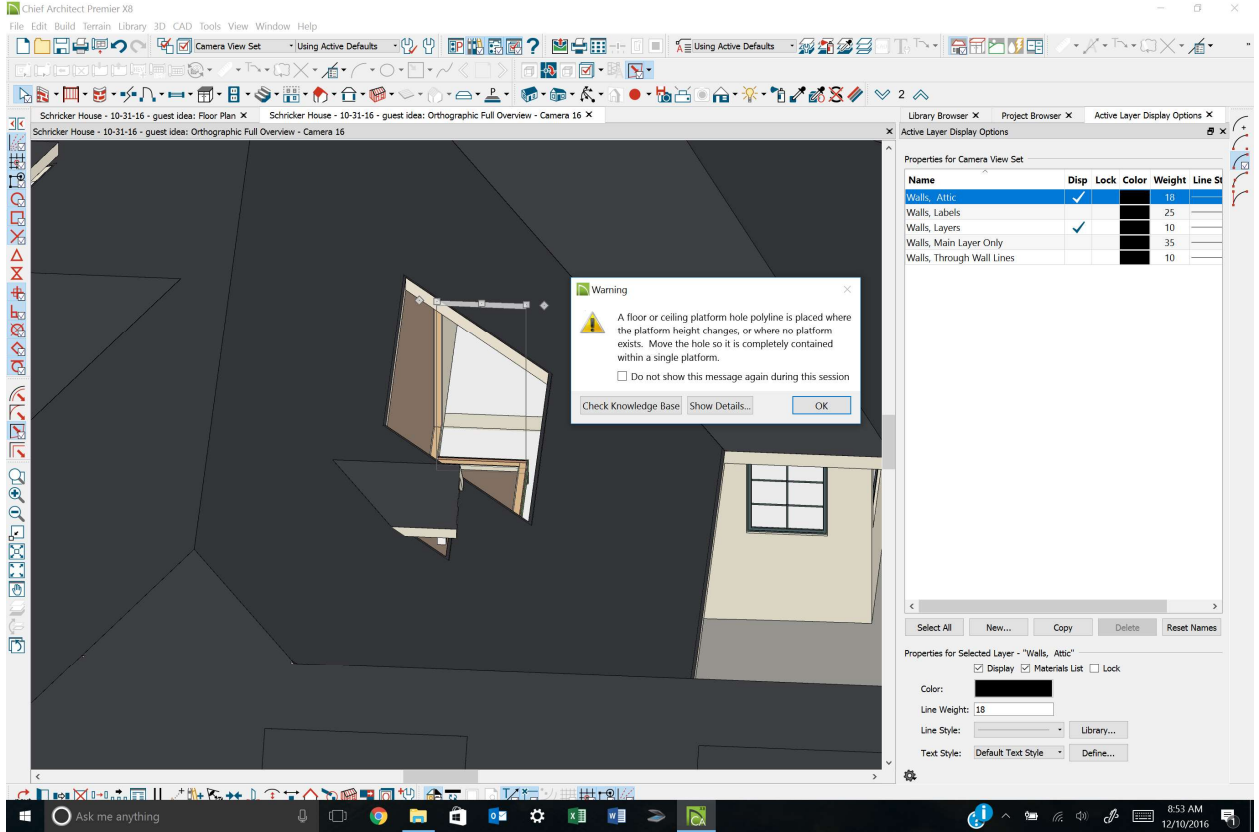 Chief Architect Premier X8
File Edit Build Terrain Library 3D CAD Tools View Window Help
Camera View Set
Using Active Defaults
Using Active Defaults
2
Schricker House - 10-31-16 - guest idea: Floor Plan
Schricker House - 10-31-16 - guest idea: Orthographic Full Overview - Camera 16
Library Browser
Project Browser
Active Layer Display Options
Schricker House - 10-31-16 - guest idea: Orthographic Full Overview - Camera 16
Active Layer Display Options
Properties for Camera View Set
Name Disp Lock Color Weight Line St
Walls, Attic 18
Walls, Labels 25
Walls, Layers 10
Walls, Main Layer Only 35
Walls, Through Wall Lines 10
Warning
A floor or ceiling platform hole polyline is placed where
the platform height changes, or where no platform
exists. Move the hole so it is completely contained
within a single platform.
Do not show this message again during this session
Check Knowledge Base Show Details... OK
Select All New... Copy Delete Reset Names
Properties for Selected Layer - "Walls, Attic"
Display Materials List Lock
Color:
Line Weight: 18
Line Style: Library...
Text Style: Default Text Style Define...
Ask me anything
8:53 AM
12/10/2016